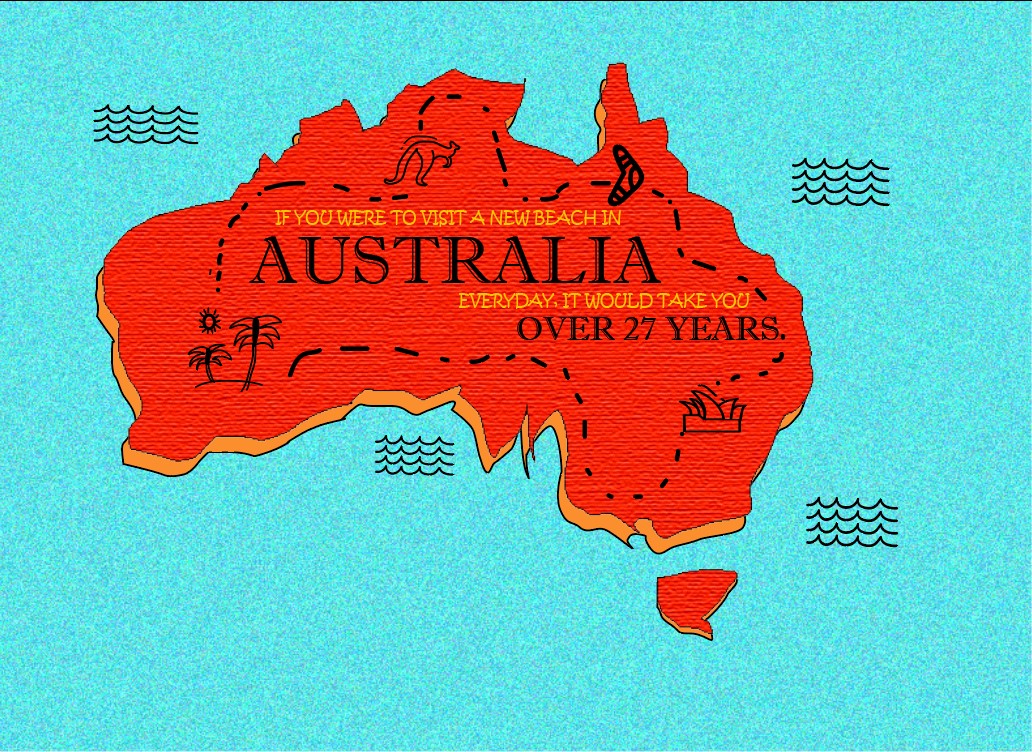 IF YOU WERE TO VISIT A NEW BEACH IN
AUSTRALIA
EVERYDAY, IT WOULD TAKE YOU
OVER 27 YEARS.